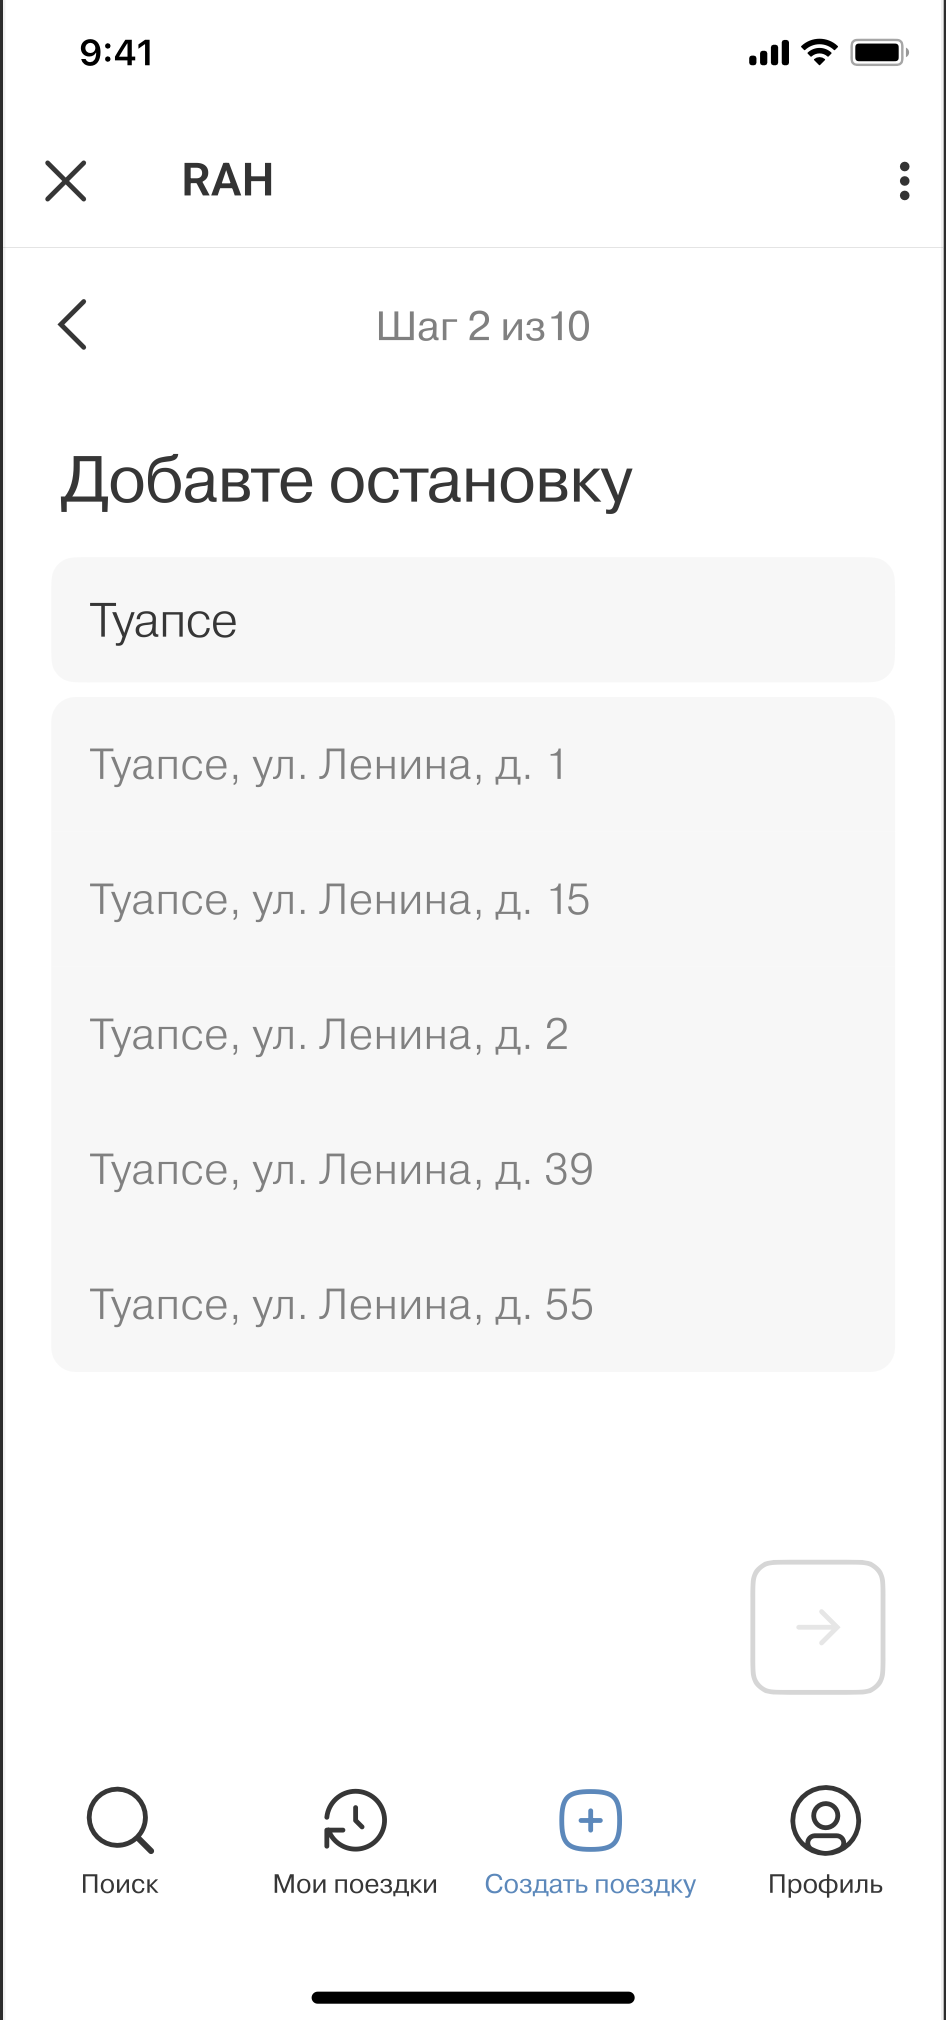 9:41
RAH
Шаг 2 из10
Добавте остановку
Туапсе
Туапсе, ул. Ленина, д. 1
Туапсе, ул. Ленина, д. 15
Туапсе, ул. Ленина, д. 2
Туапсе, ул. Ленина, д. 39
Туапсе, ул. Ленина, д. 55
Поиск
Мои поездки
Создать поездку
Профиль